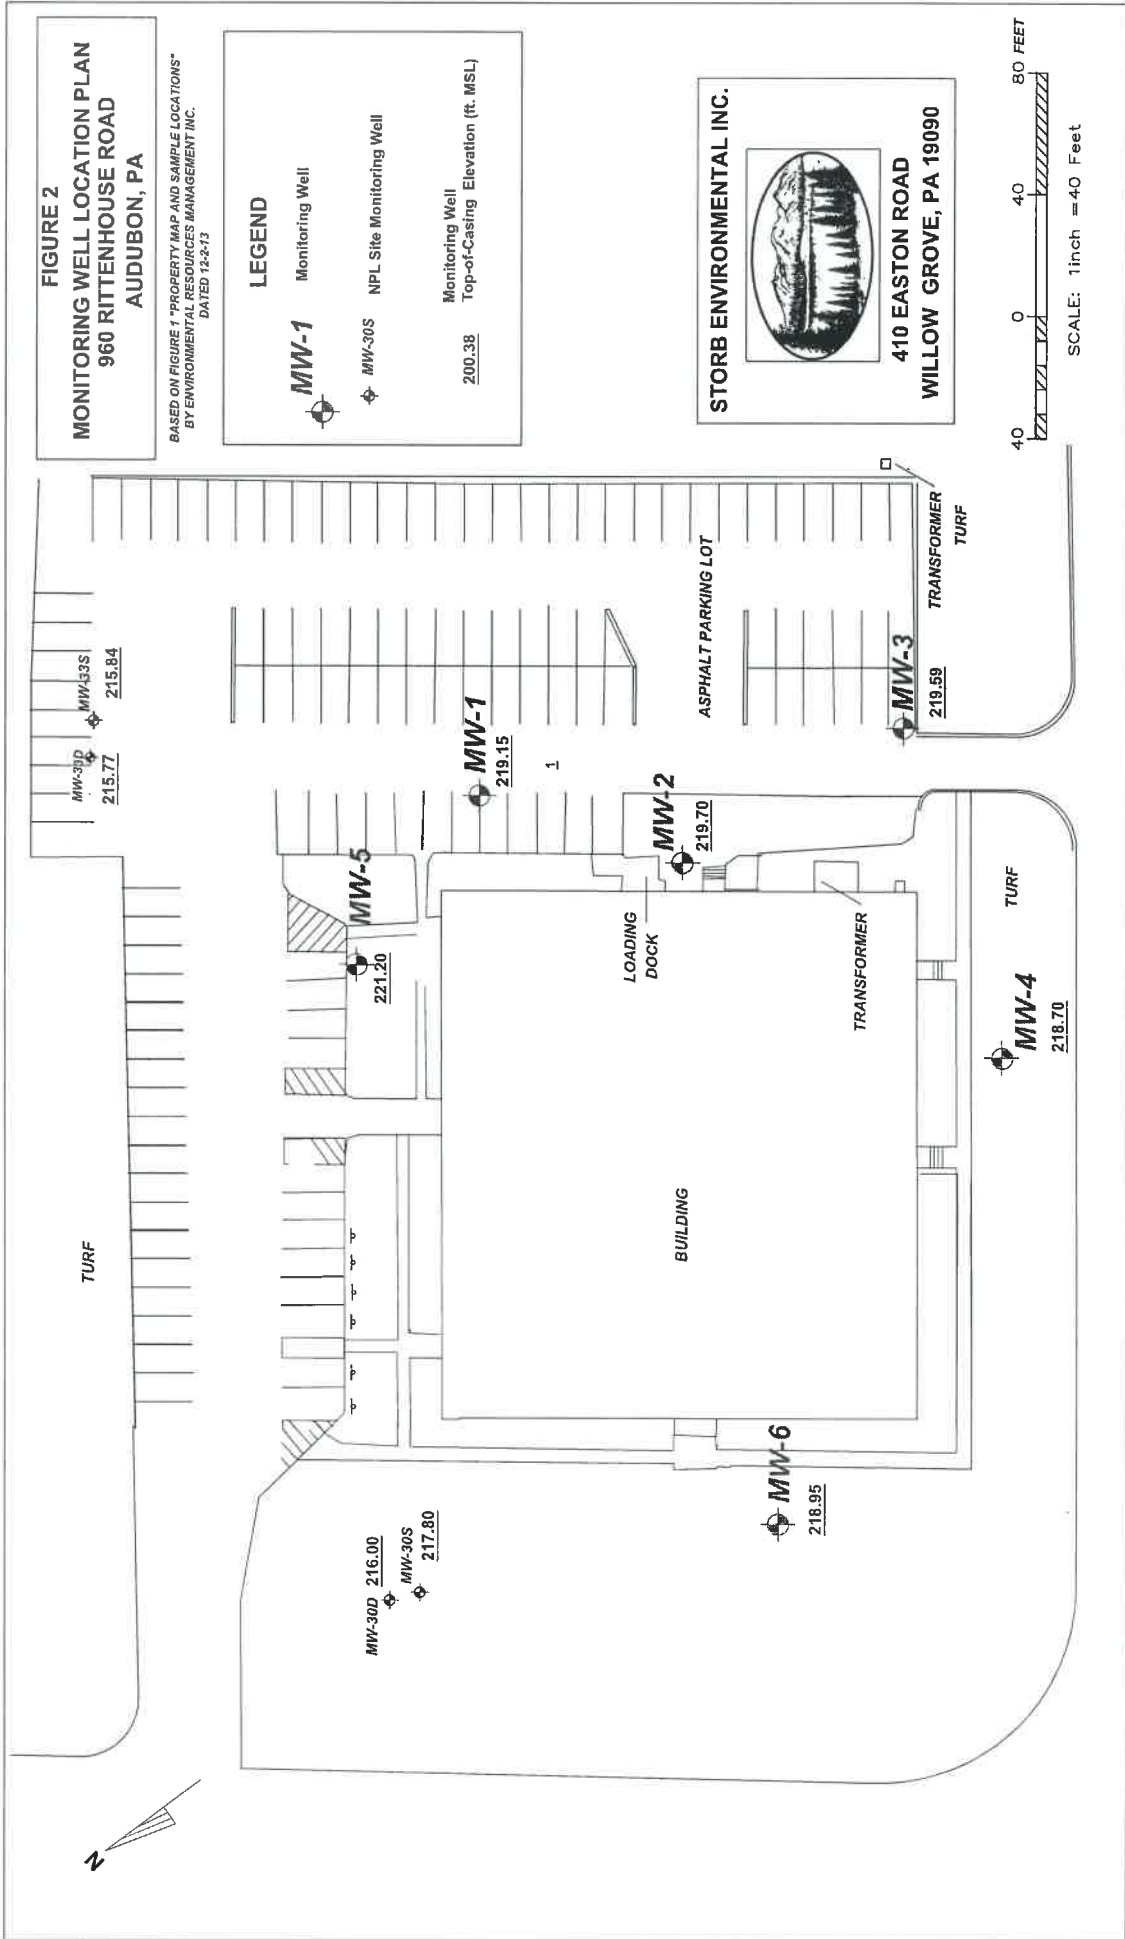 FIGURE 2
MONITORING WELL LOCATION PLAN
960 RITTENHOUSE ROAD
AUDUBON, PA
BASED ON FIGURE 1 "PROPERTY MAP AND SAMPLE LOCATIONS"
BY ENVIRONMENTAL RESOURCES MANAGEMENT INC.
DATED 12-2-13
LEGEND
MW-1
Monitoring Well
MW-30S
NPL Site Monitoring Well
200.38
Monitoring Well
Top-of-Casing Elevation (ft. MSL)
STORB ENVIRONMENTAL INC.
410 EASTON ROAD
WILLOW GROVE, PA 19090
40 0 40 80 FEET
SCALE: 1inch = 40 Feet
N
TURF
MW-33D
215.77
MW-33S
215.84
MW-30D 216.00
MW-30S
217.80
MW-5
221.20
MW-1
219.15
1
ASPHALT PARKING LOT
MW-2
219.70
LOADING
DOCK
TRANSFORMER
BUILDING
MW-6
218.95
MW-3
219.59
TRANSFORMER
TURF
TURF
MW-4
218.70